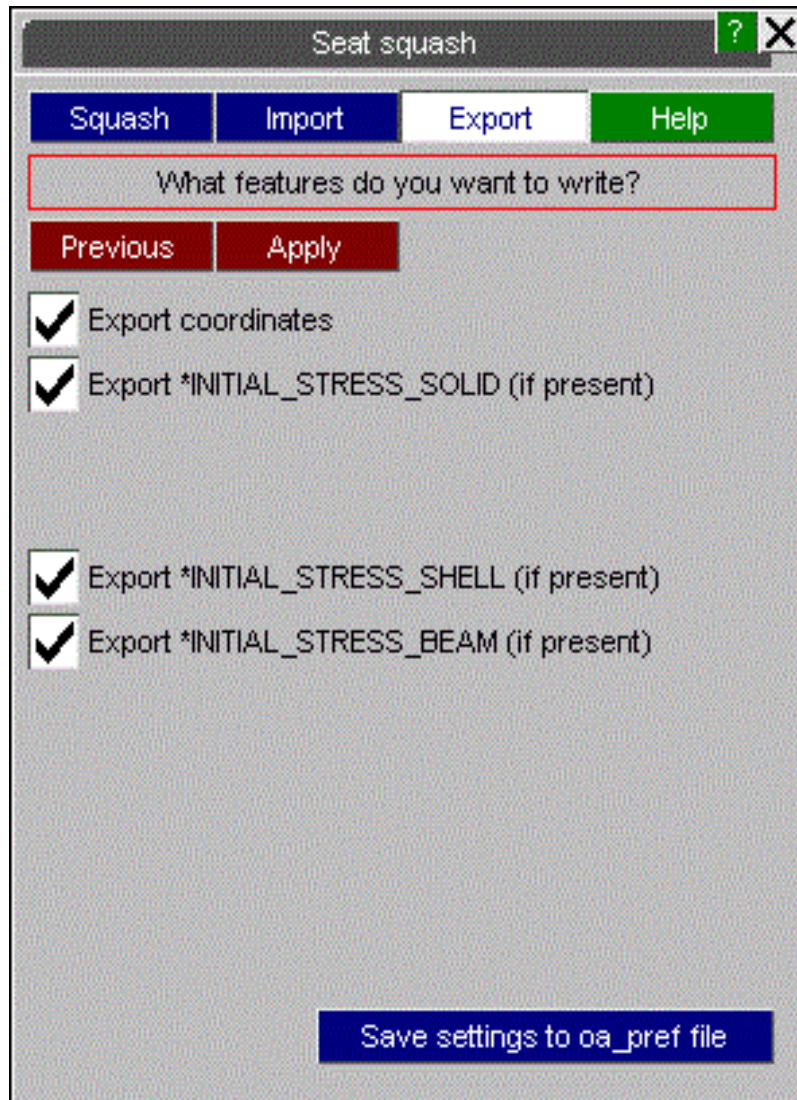 Seat squash ?
Squash Import Export Help
What features do you want to write?
Previous Apply
Export coordinates
Export *INITIAL_STRESS_SOLID (if present)
Export *INITIAL_STRESS_SHELL (if present)
Export *INITIAL_STRESS_BEAM (if present)
Save settings to oa_pref file